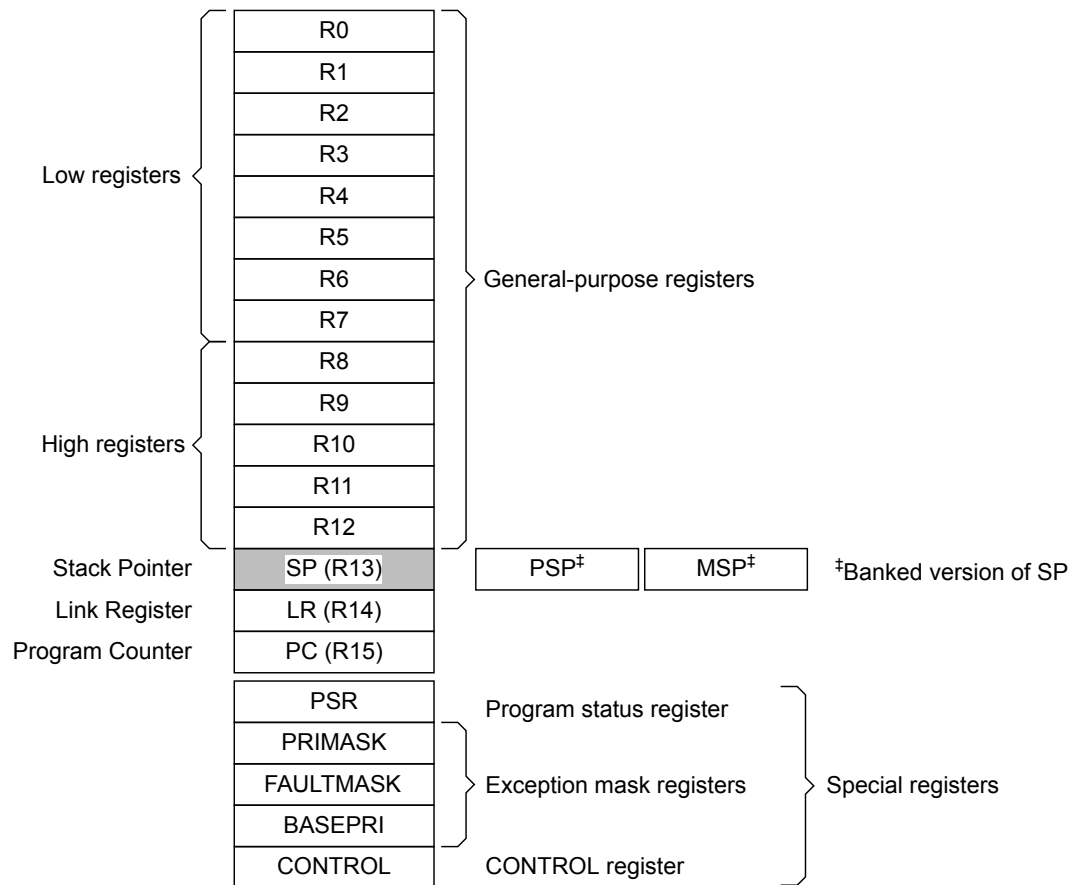 R0
R1
R2
R3
Low registers
R4
R5
R6
General-purpose registers
R7
R8
R9
High registers
R10
R11
R12
Stack Pointer SP (R13) PSP‡ MSP‡ ‡Banked version of SP
Link Register LR (R14)
Program Counter PC (R15)
PSR Program status register
PRIMASK
FAULTMASK Exception mask registers Special registers
BASEPRI
CONTROL CONTROL register